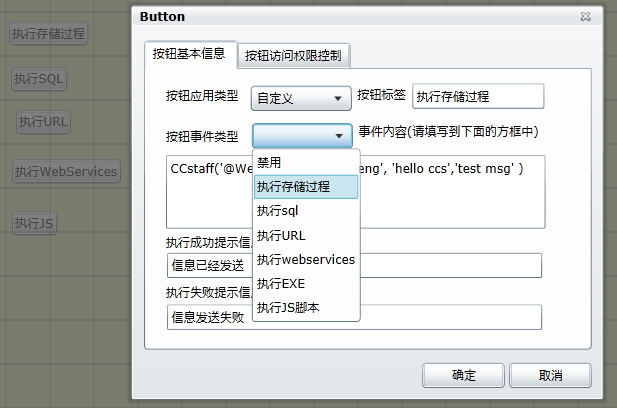 执行存储过程
执行SQL
执行URL
执行WebServices
执行JS
Button
按钮基本信息
按钮访问权限控制
按钮应用类型
自定义
按钮标签
执行存储过程
按钮事件类型
事件内容(请填写到下面的方框中)
禁用
执行存储过程
执行sql
执行URL
执行webservices
执行EXE
执行JS脚本
CCstaff('@We
eng', 'hello ccs','test msg' )
执行成功提示信
信息已经发送
执行失败提示信
信息发送失败
确定
取消